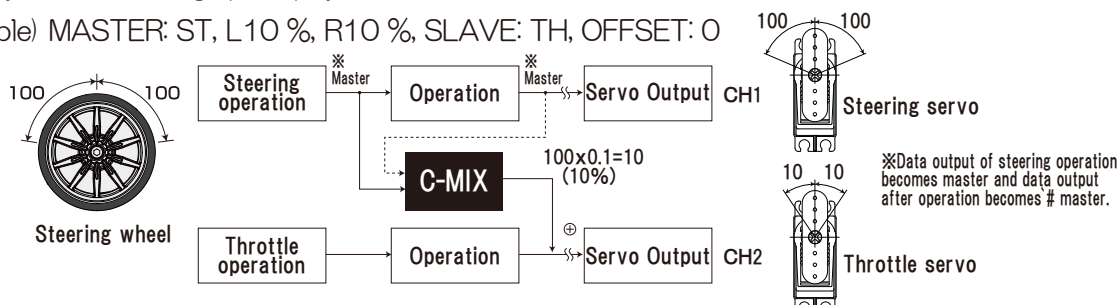 ole) MASTER: ST, L10 %, R10 %, SLAVE: TH, OFFSET: 0
100 100
Steering wheel
Steering
operation
※
Master
Operation
※
Master
Servo Output
CH1
C-MIX
100x0.1=10
(10%)
Throttle
operation
Operation
⊕
Servo Output
CH2
100 100
Steering servo
10 10
Throttle servo
※Data output of steering operation
becomes master and data output
after operation becomes`# master.